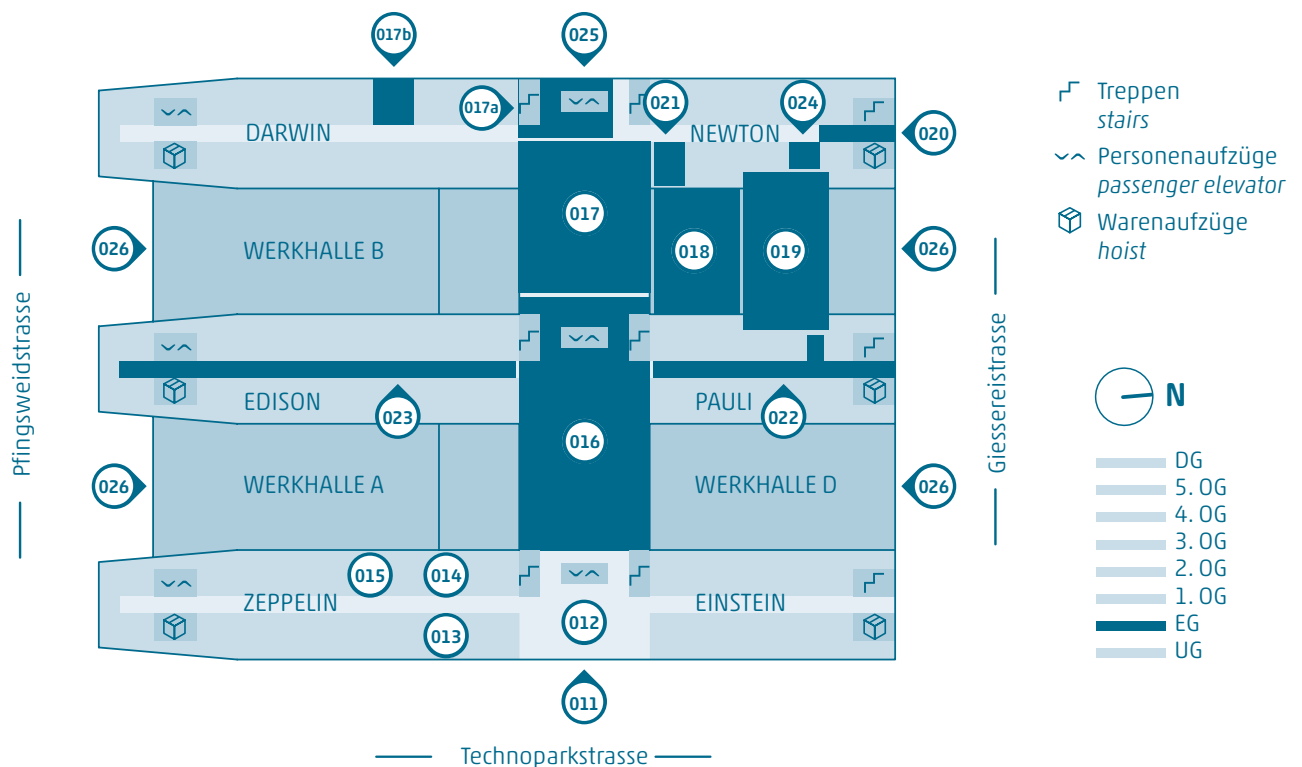 017b
025
017a
021
024
020
DARWIN
NEWTON
017
026
WERKHALLE B
018
019
026
EDISON
023
PAULI
022
016
026
WERKHALLE A
WERKHALLE D
026
015
014
ZEPPELIN
EINSTEIN
013
012
011
Pfingsweidstrasse
Giessereistrasse
Technoparkstrasse
Treppen
stairs
Personenaufzüge
passenger elevator
Warenaufzüge
hoist
N
DG
5. OG
4. OG
3. OG
2. OG
1. OG
EG
UG